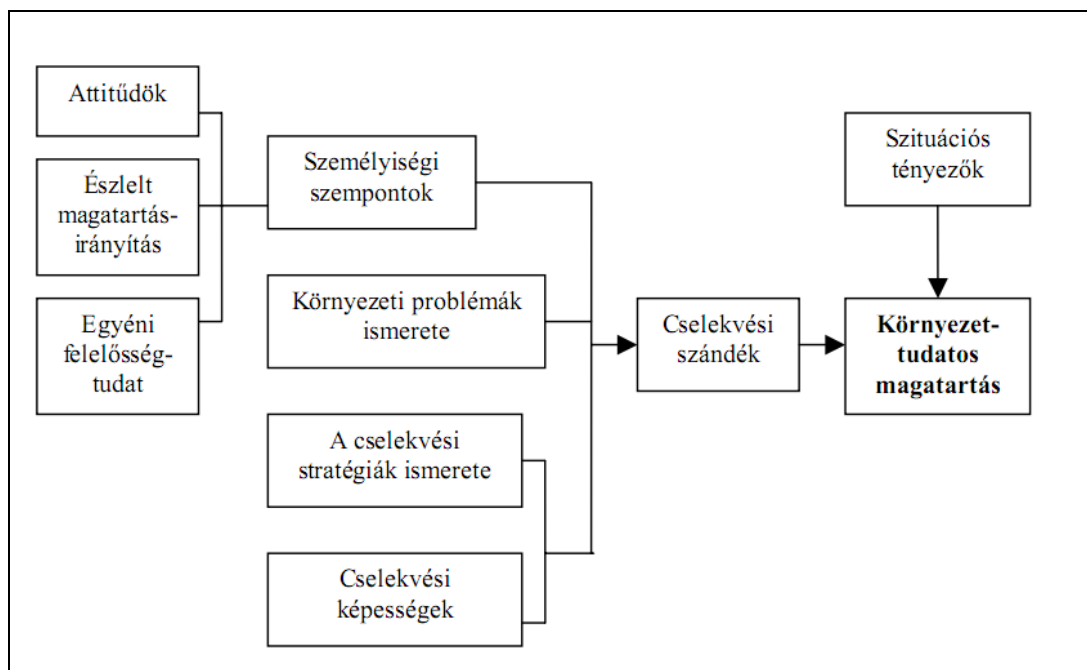 Attitűdök
Észlelt
magatartás-
irányítás
Egyéni
felelősség-
tudat
Személyiségi
szempontok
Környezeti problémák
ismerete
A cselekvési
stratégiák ismerete
Cselekvési
képességek
Cselekvési
szándék
Szituációs
tényezők
Környezet-
tudatos
magatartás